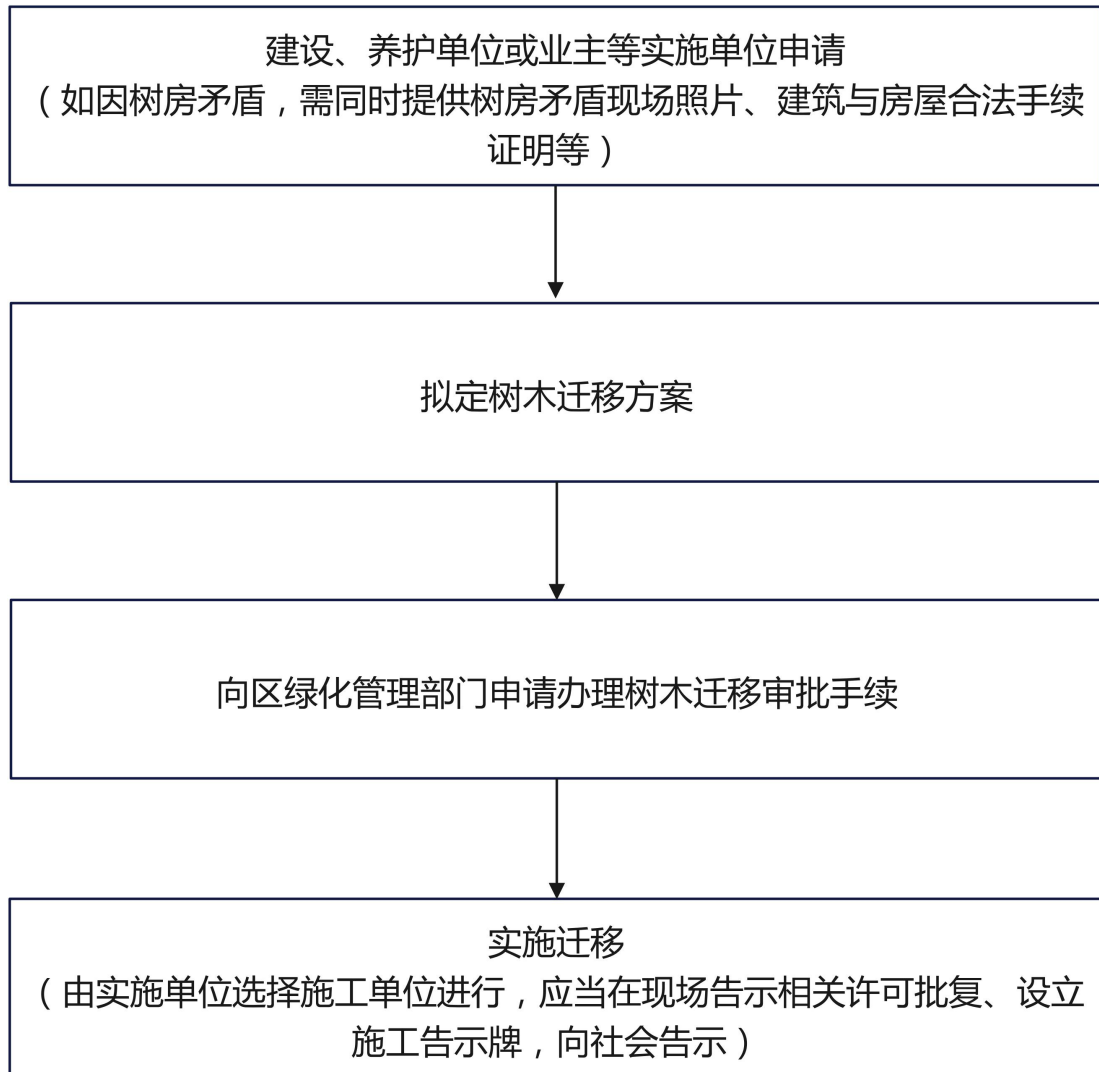 建设、养护单位或业主等实施单位申请
（如因树房矛盾，需同时提供树房矛盾现场照片、建筑与房屋合法手续
证明等）
拟定树木迁移方案
向区绿化管理部门申请办理树木迁移审批手续
实施迁移
（由实施单位选择施工单位进行，应当在现场告示相关许可批复、设立
施工告示牌，向社会告示）